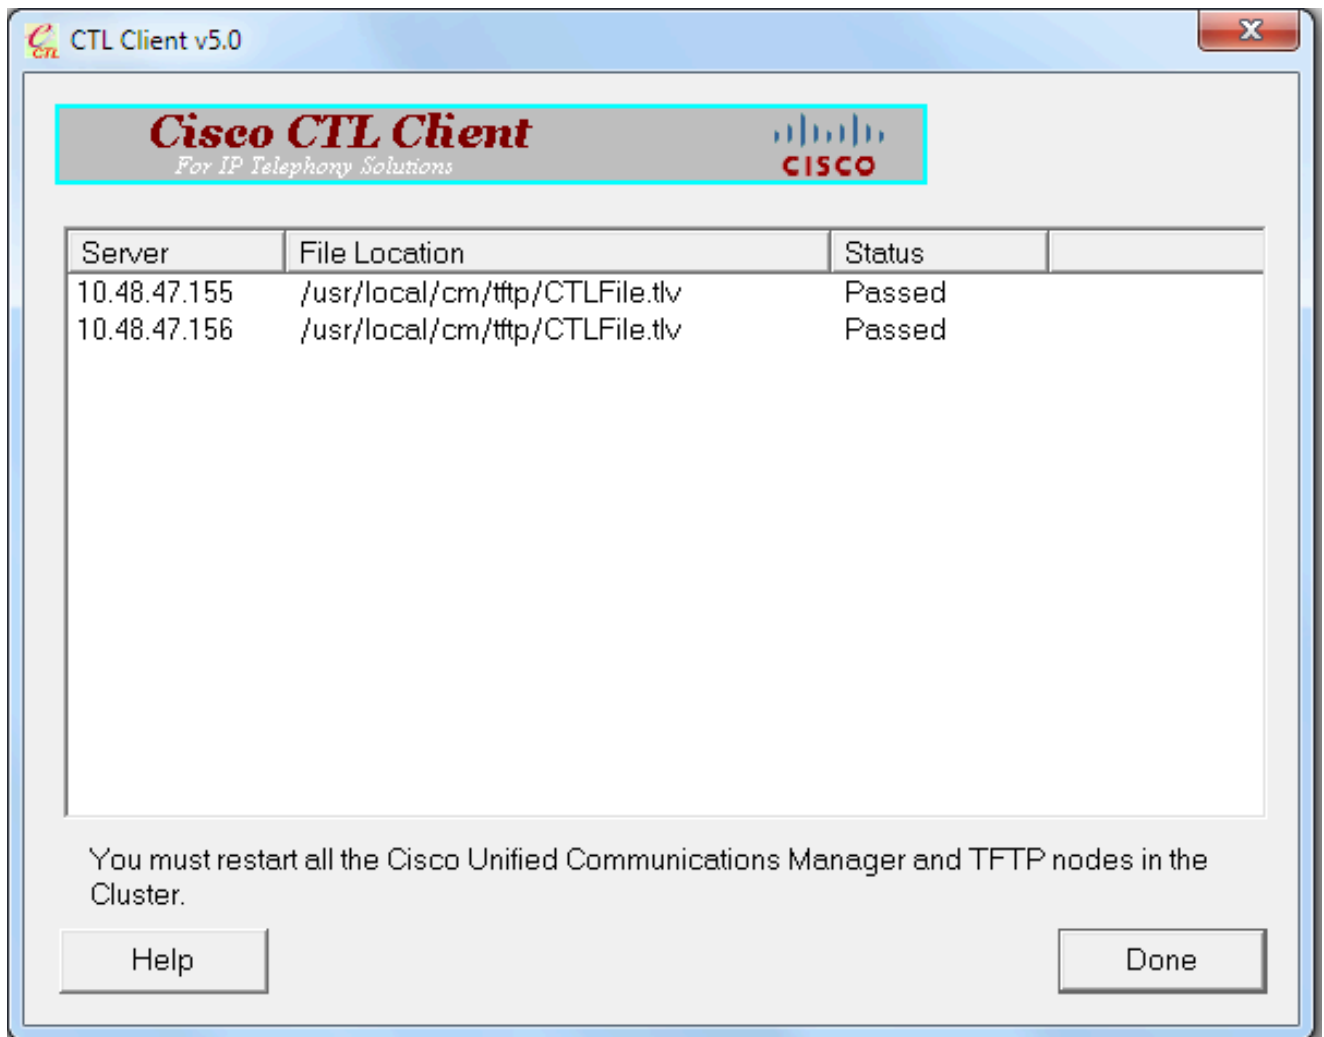 CTL Client v5.0
Cisco CTL Client
For IP Telephony Solutions
CISCO
Server File Location Status
10.48.47.155 /usr/local/cm/tftp/CTLFile.tlv Passed
10.48.47.156 /usr/local/cm/tftp/CTLFile.tlv Passed
You must restart all the Cisco Unified Communications Manager and TFTP nodes in the
Cluster.
Help Done